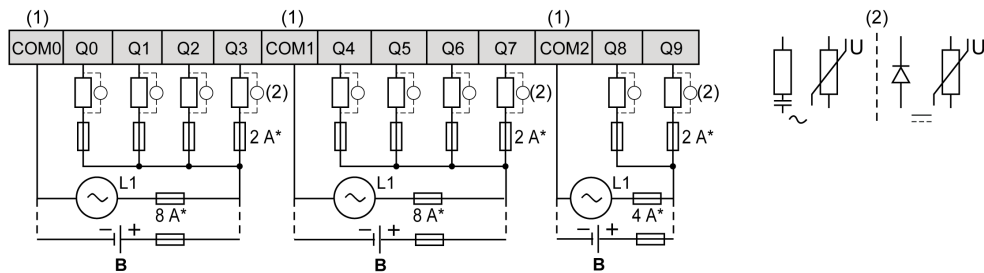 (1) (1) (1) (2)
COM0 Q0 Q1 Q2 Q3 COM1 Q4 Q5 Q6 Q7 COM2 Q8 Q9
U U
(2) (2) (2)
2 A* 2 A* 2 A*
L1 L1 L1
8 A* 8 A* 4 A*
− + − + − +
B B B